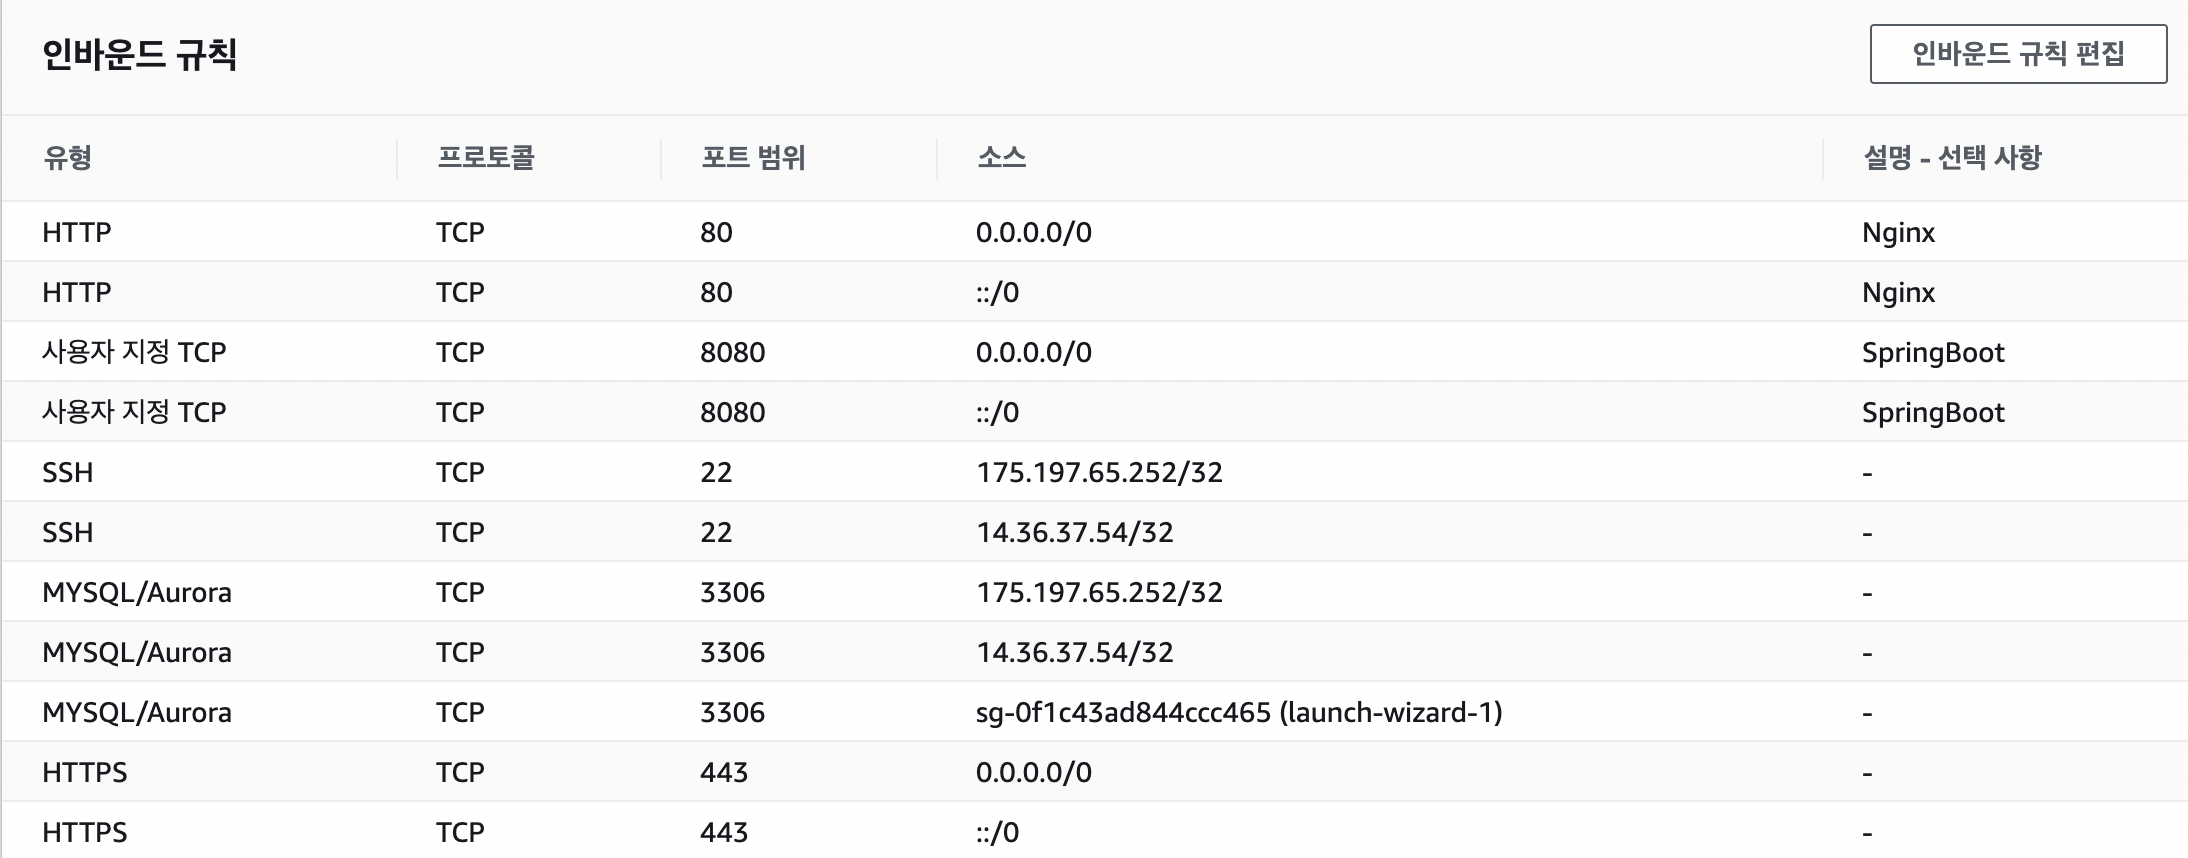 인바운드 규칙
인바운드 규칙 편집
유형 프로토콜 포트 범위 소스 설명 - 선택 사항
HTTP TCP 80 0.0.0.0/0 Nginx
HTTP TCP 80 ::/0 Nginx
사용자 지정 TCP TCP 8080 0.0.0.0/0 SpringBoot
사용자 지정 TCP TCP 8080 ::/0 SpringBoot
SSH TCP 22 175.197.65.252/32 -
SSH TCP 22 14.36.37.54/32 -
MYSQL/Aurora TCP 3306 175.197.65.252/32 -
MYSQL/Aurora TCP 3306 14.36.37.54/32 -
MYSQL/Aurora TCP 3306 sg-0f1c43ad844ccc465 (launch-wizard-1) -
HTTPS TCP 443 0.0.0.0/0 -
HTTPS TCP 443 ::/0 -